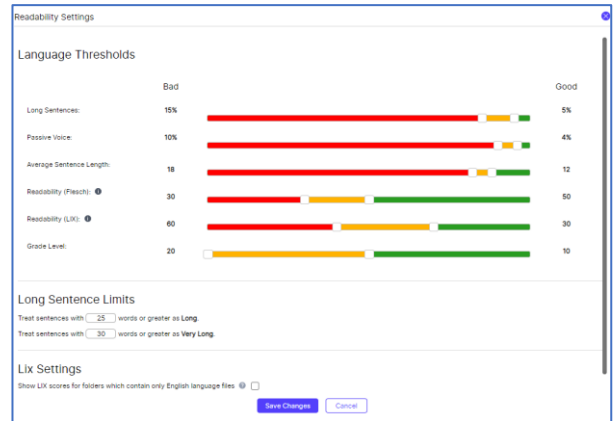 Readability Settings
Language Thresholds
Bad Good
Long Sentences: 15% 5%
Passive Voice: 10% 4%
Average Sentence Length: 18 12
Readability (Flesch): 30 50
Readability (LIX): 60 30
Grade Level: 20 10
Long Sentence Limits
Treat sentences with 25 words or greater as Long.
Treat sentences with 30 words or greater as Very Long.
Lix Settings
Show LIX scores for folders which contain only English language files
Save Changes Cancel